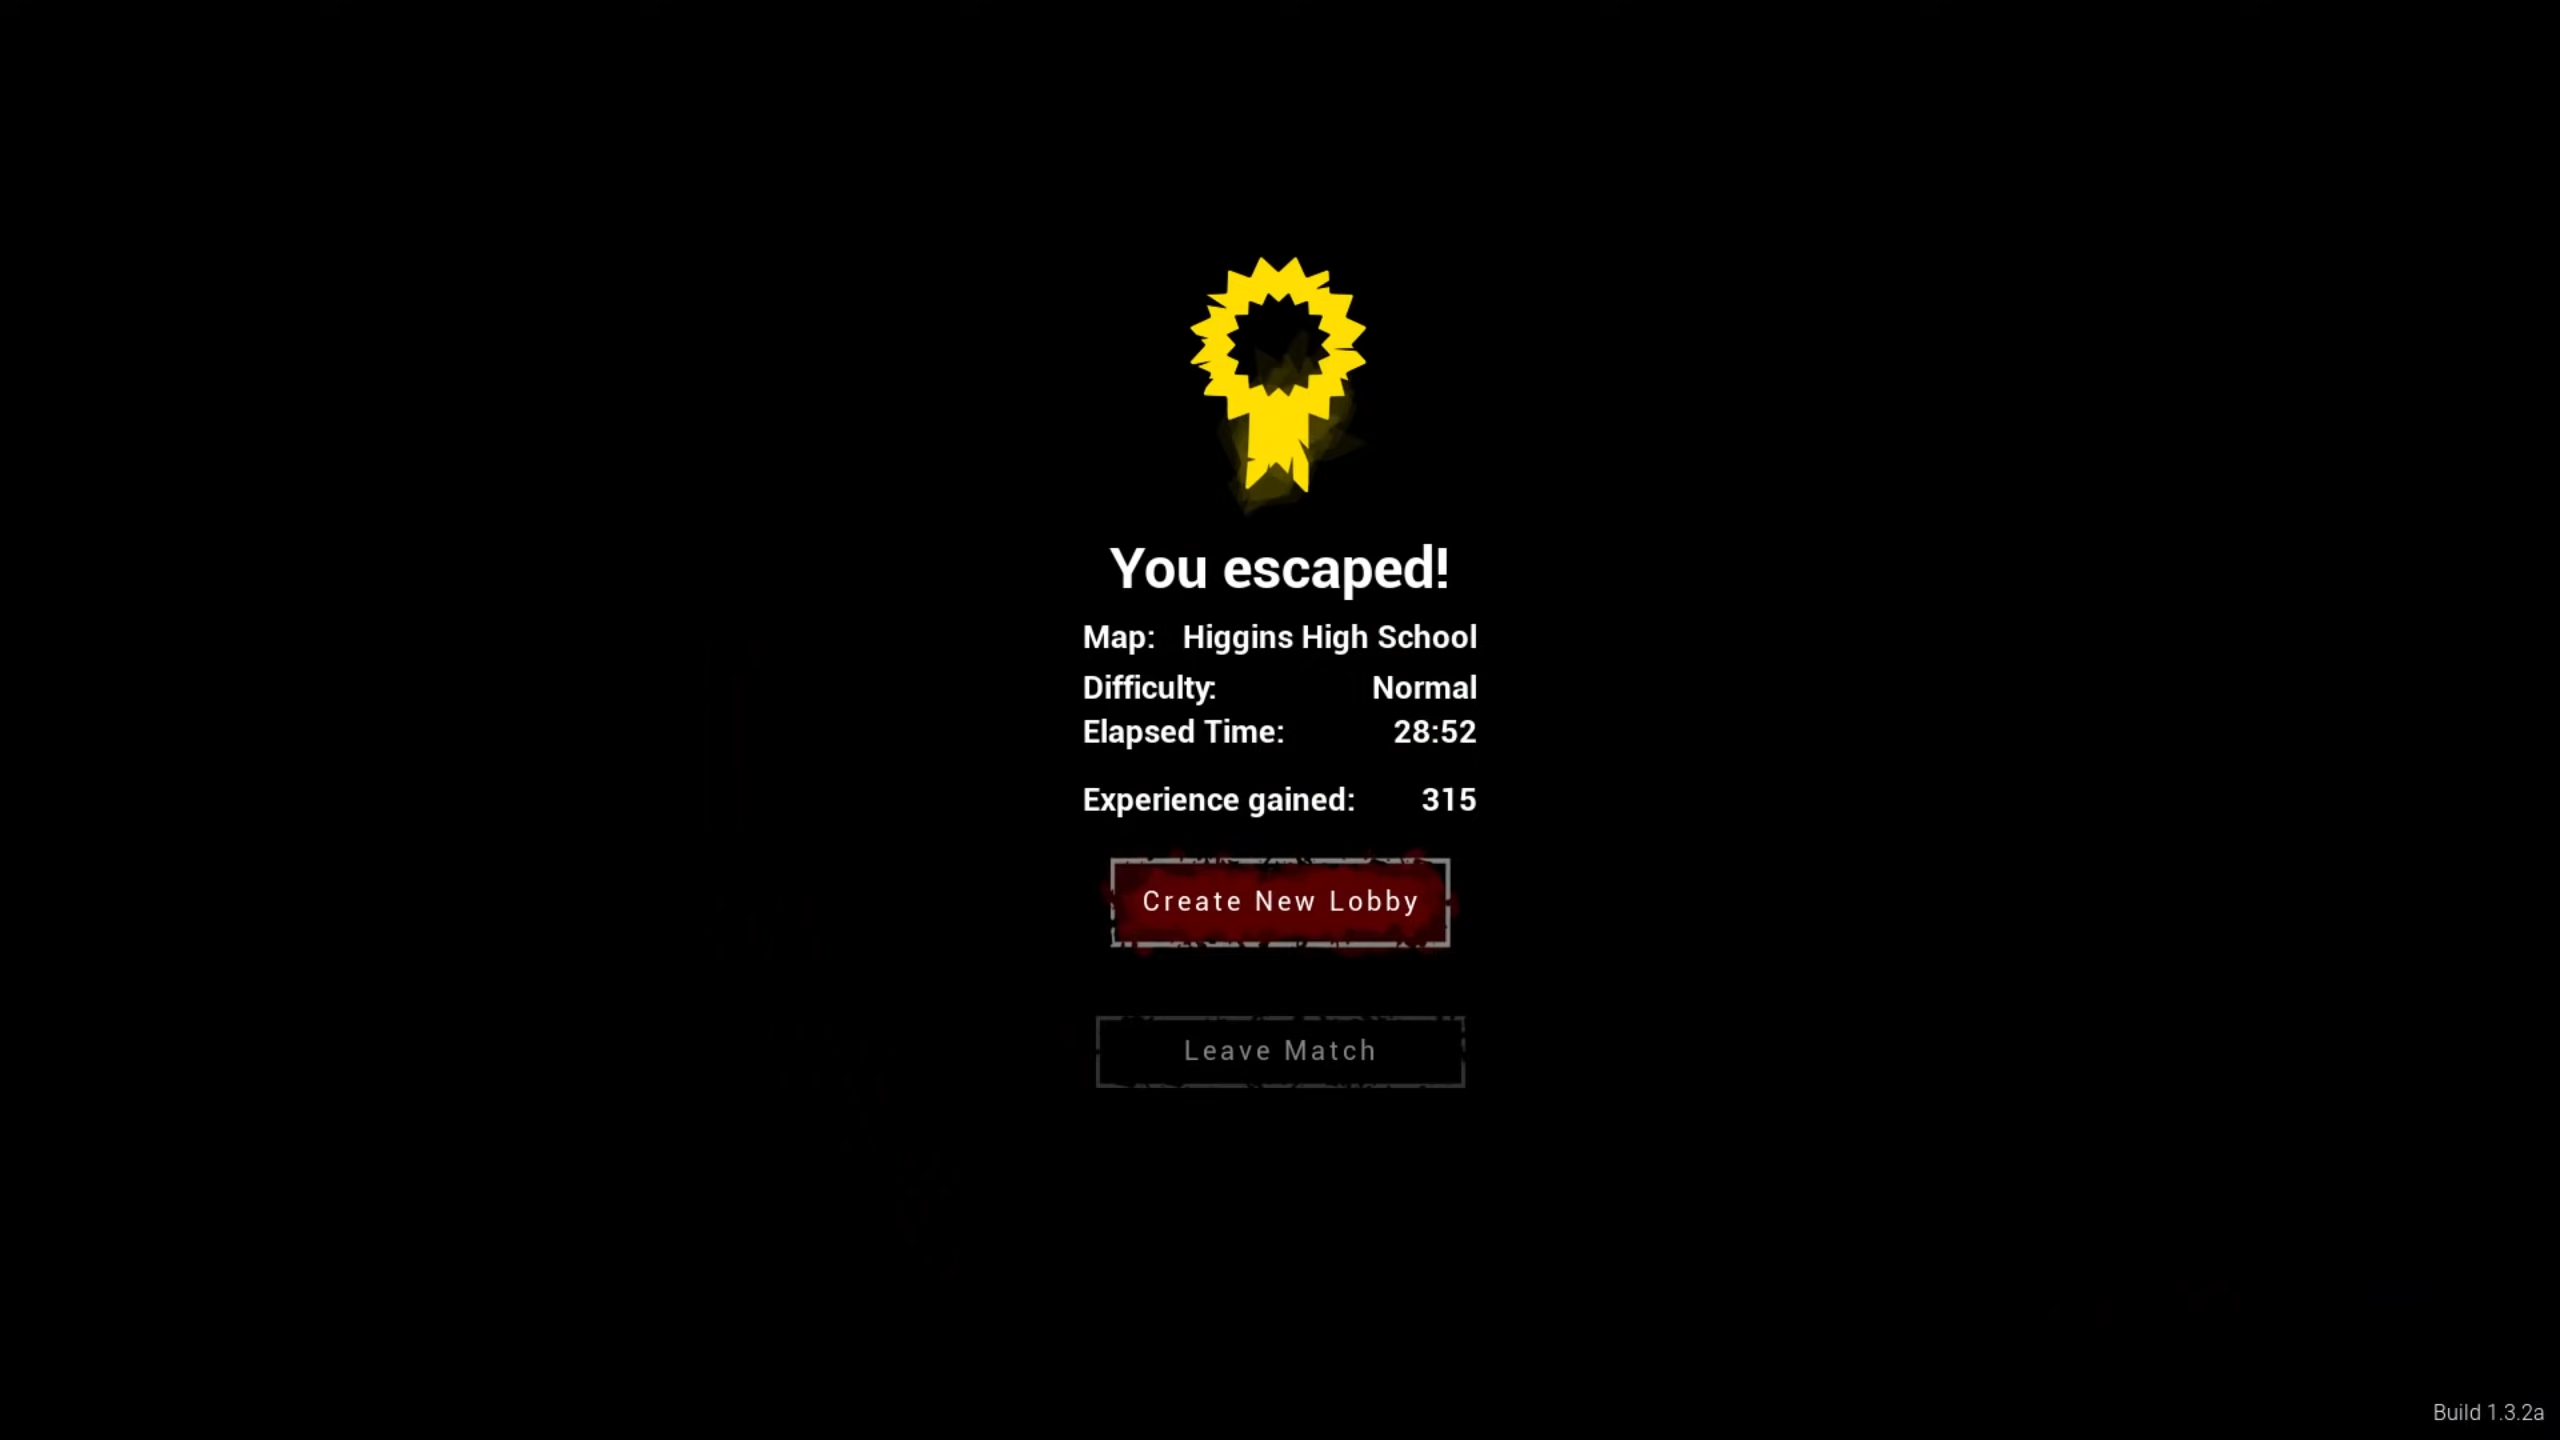 You escaped!
Map: Higgins High School
Difficulty: Normal
Elapsed Time: 28:52
Experience gained: 315
Create New Lobby
Leave Match
Build 1.3.2a